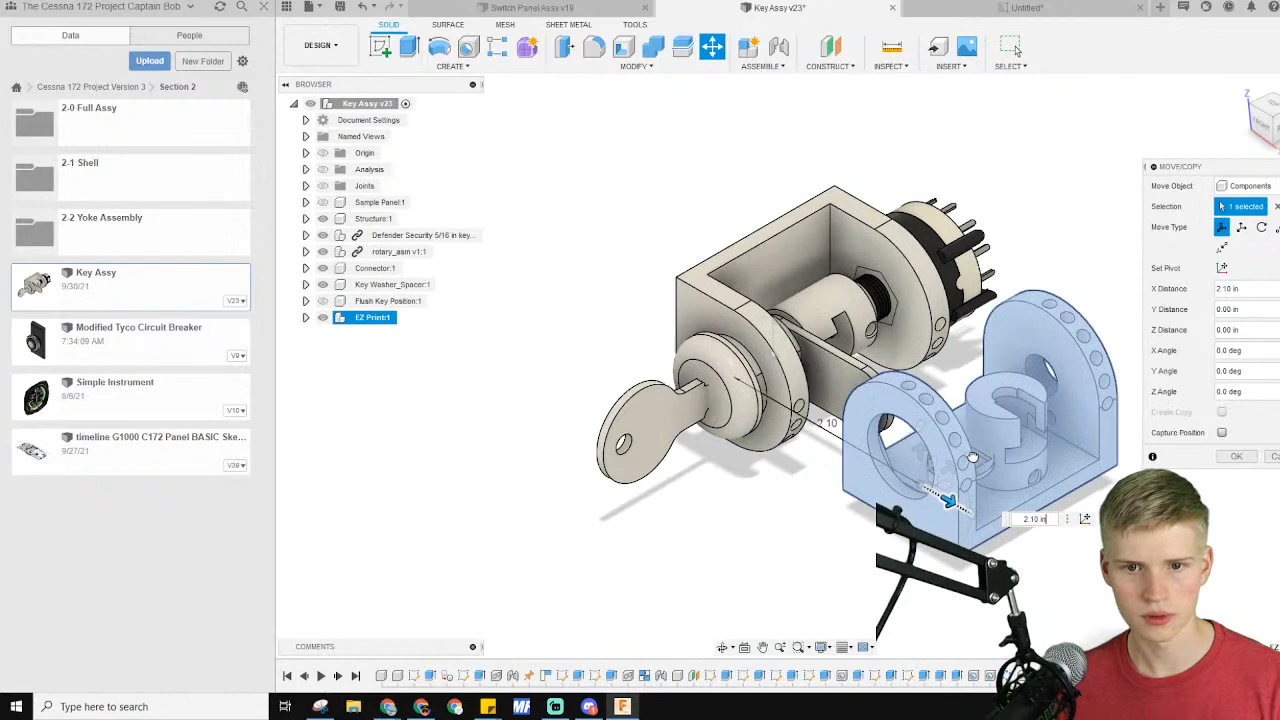 The Cessna 172 Project Captain Bob
Switch Panel Assy v19
Key Assy v23*
Untitled*
Data
People
Upload
New Folder
Cessna 172 Project Version 3
Section 2
2-0 Full Assy
2-1 Shell
2-2 Yoke Assembly
Key Assy
9/30/21
V23
Modified Tyco Circuit Breaker
7:34:09 AM
V9
Simple Instrument
8/6/21
V10
timeline G1000 C172 Panel BASIC Ske...
9/27/21
V39
DESIGN
SOLID
SURFACE
MESH
SHEET METAL
TOOLS
CREATE
MODIFY
ASSEMBLE
CONSTRUCT
INSPECT
INSERT
SELECT
BROWSER
Key Assy v23
Document Settings
Named Views
Origin
Analysis
Joints
Sample Panel:1
Structure:1
Defender Security 5/16 in key...
rotary_asm v1:1
Connector:1
Key Washer_Spacer:1
Flush Key Position:1
EZ Print:1
Z
RIGHT
2.10
2.10 in
MOVE/COPY
Move Object
Components
Selection
1 selected
Move Type
Set Pivot
X Distance
2.10 in
Y Distance
0.00 in
Z Distance
0.00 in
X Angle
0.0 deg
Y Angle
0.0 deg
Z Angle
0.0 deg
Create Copy
Capture Position
OK
COMMENTS
Type here to search